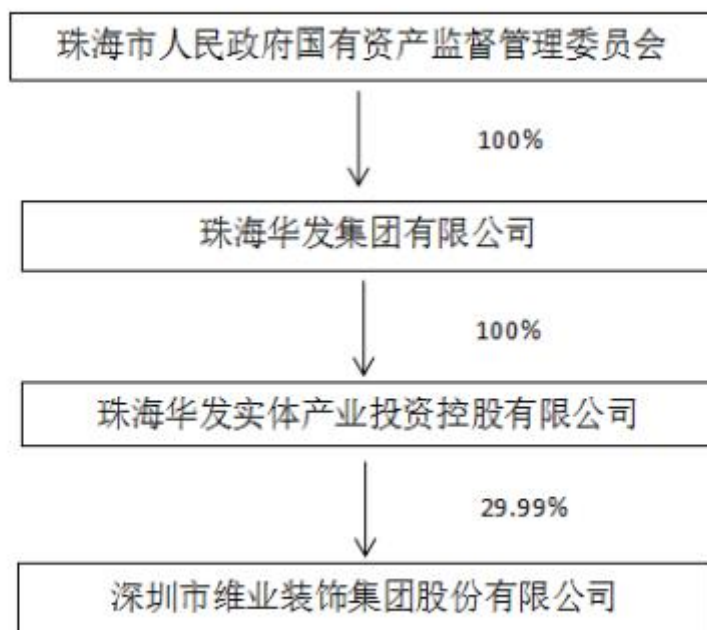 珠海市人民政府国有资产监督管理委员会
100%
珠海华发集团有限公司
100%
珠海华发实体产业投资控股有限公司
29.99%
深圳市维业装饰集团股份有限公司